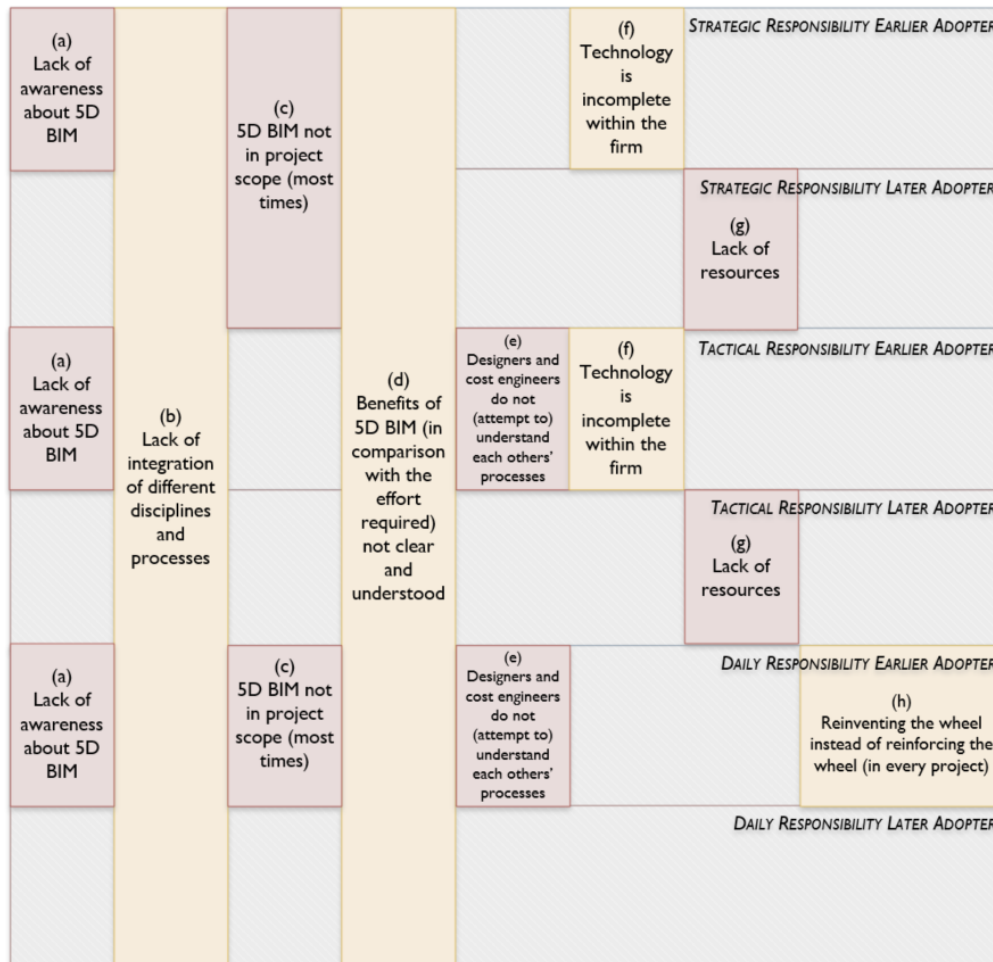 STRATEGIC RESPONSIBILITY EARLIER ADOPTER
(a)
Lack of
awareness
about 5D
BIM
(c)
5D BIM not
in project
scope (most
times)
(f)
Technology
is
incomplete
within the
firm
STRATEGIC RESPONSIBILITY LATER ADOPTER
(g)
Lack of
resources
TACTICAL RESPONSIBILITY EARLIER ADOPTER
(a)
Lack of
awareness
about 5D
BIM
(b)
Lack of
integration
of different
disciplines
and
processes
(d)
Benefits of
5D BIM (in
comparison
with the
effort
required)
not clear
and
understood
(e)
Designers and
cost engineers
do not
(attempt to)
understand
each others'
processes
(f)
Technology
is
incomplete
within the
firm
TACTICAL RESPONSIBILITY LATER ADOPTER
(g)
Lack of
resources
DAILY RESPONSIBILITY EARLIER ADOPTER
(a)
Lack of
awareness
about 5D
BIM
(c)
5D BIM not
in project
scope (most
times)
(e)
Designers and
cost engineers
do not
(attempt to)
understand
each others'
processes
(h)
Reinventing the wheel
instead of reinforcing the
wheel (in every project)
DAILY RESPONSIBILITY LATER ADOPTER